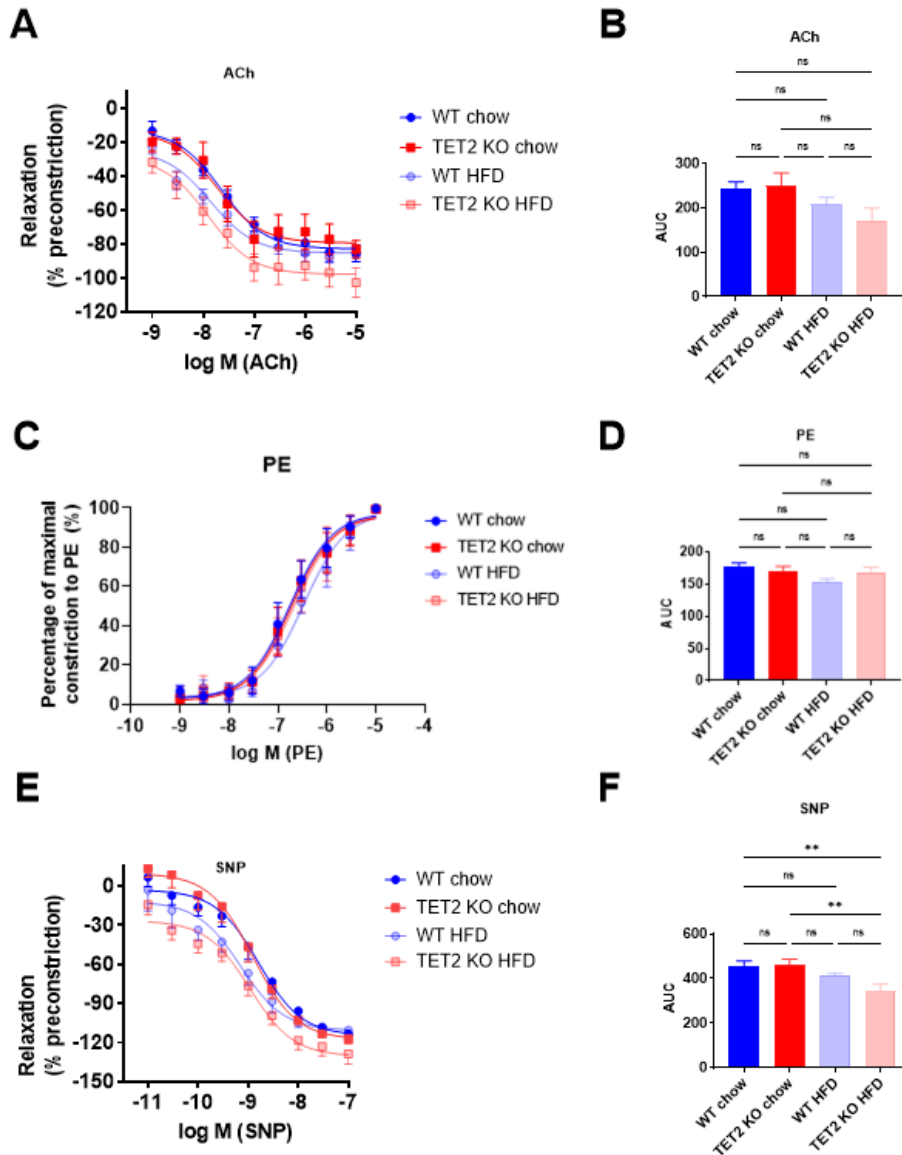 A
ACh
Relaxation
(% preconstriction)
0
-20
-40
-60
-80
-100
-120
-9
-8
-7
-6
-5
log M (ACh)
WT chow
TET2 KO chow
WT HFD
TET2 KO HFD
B
ACh
ns
ns
ns
ns
ns
ns
AUC
300
200
100
0
WT chow
TET2 KO chow
WT HFD
TET2 KO HFD
C
PE
Percentage of maximal
constriction to PE (%)
100
80
60
40
20
0
-10
-9
-8
-7
-6
-5
-4
log M (PE)
WT chow
TET2 KO chow
WT HFD
TET2 KO HFD
D
PE
ns
ns
ns
ns
ns
ns
AUC
200
150
100
50
0
WT chow
TET2 KO chow
WT HFD
TET2 KO HFD
E
SNP
Relaxation
(% preconstriction)
0
-30
-60
-90
-120
-150
-11
-10
-9
-8
-7
log M (SNP)
WT chow
TET2 KO chow
WT HFD
TET2 KO HFD
F
SNP
**
ns
**
ns
ns
ns
AUC
600
400
200
0
WT chow
TET2 KO chow
WT HFD
TET2 KO HFD